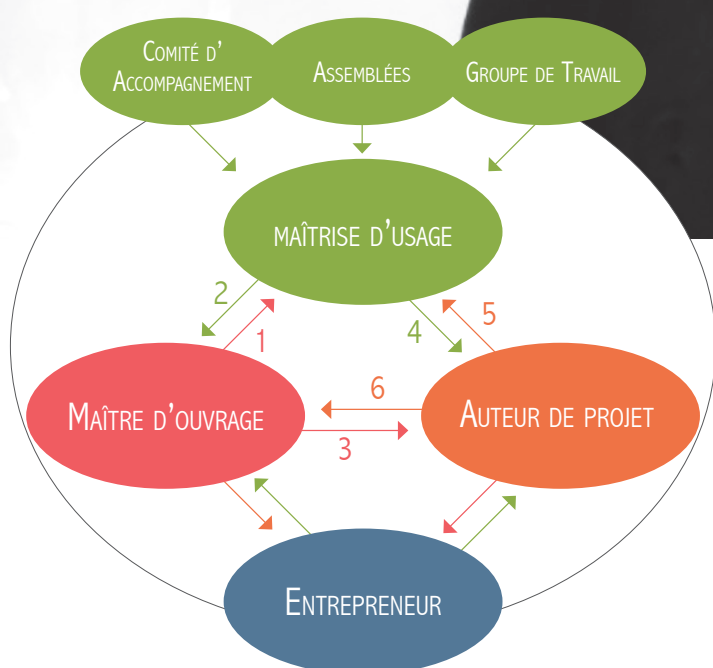 Comité d'
Accompagnement
Assemblées
Groupe de Travail
maîtrise d'usage
2
1
4
5
Maître d'ouvrage
6
3
Auteur de projet
Entrepreneur